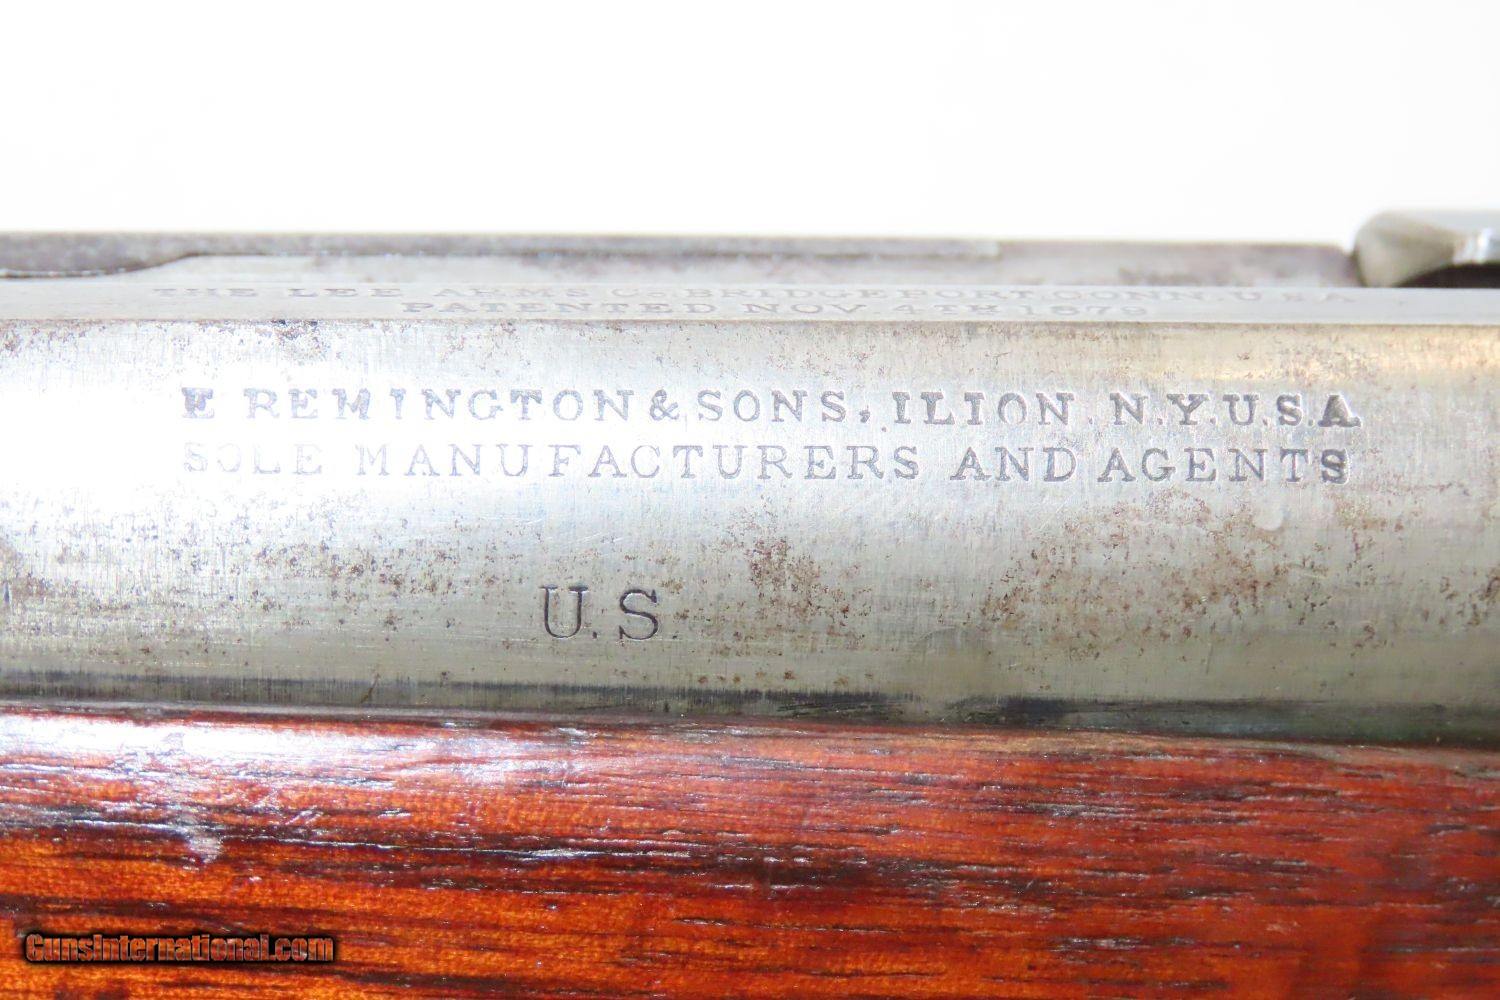 THE LEE ARMS CO. BRIDGEPORT, CONN. U.S.A.
PATENTED NOV. 4TH 1879
E REMINGTON & SONS, ILION N.Y.U.S.A.
SOLE MANUFACTURERS AND AGENTS
U.S.
GunsInternational.com